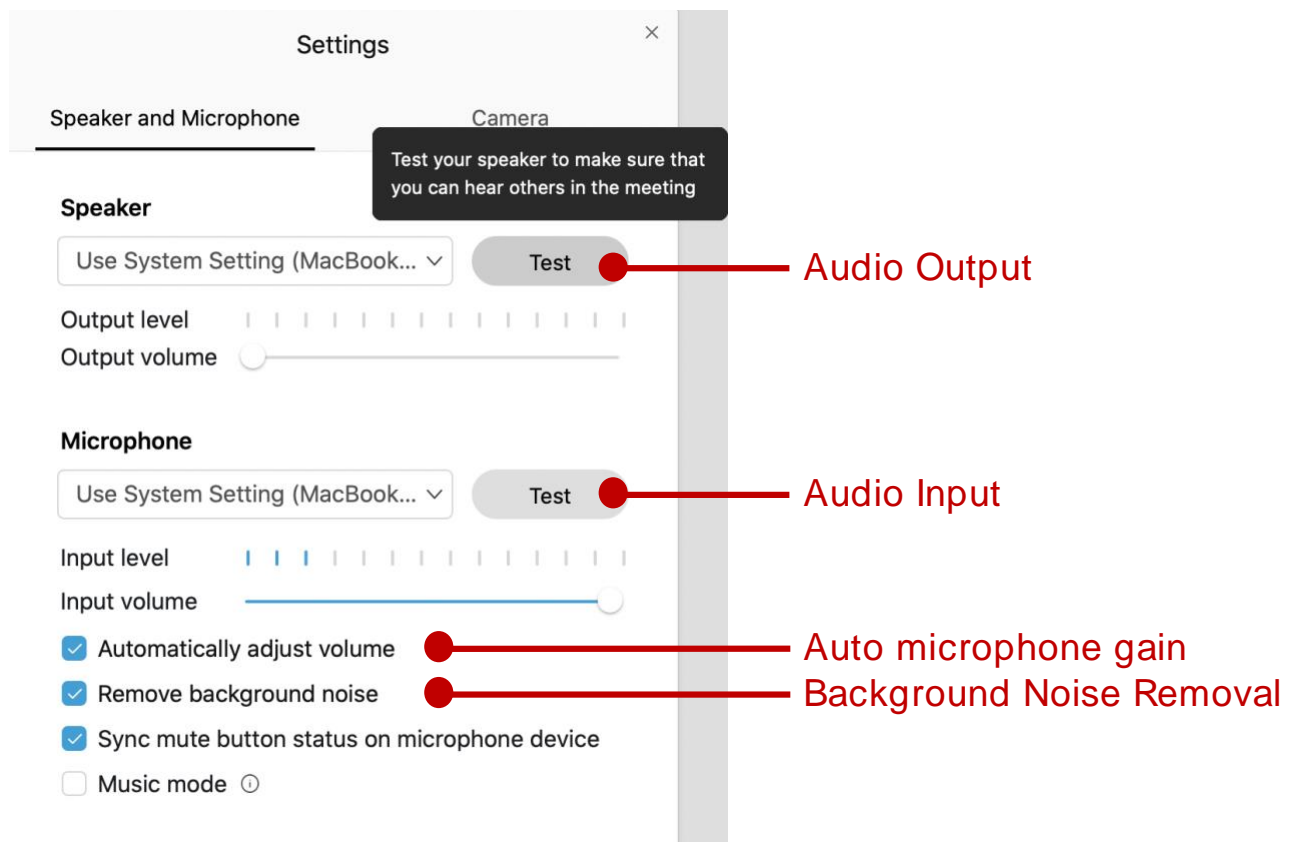 Settings
Speaker and Microphone
Camera
Test your speaker to make sure that
you can hear others in the meeting
Speaker
Use System Setting (MacBook...
Test
Audio Output
Output level
Output volume
Microphone
Use System Setting (MacBook...
Test
Audio Input
Input level
Input volume
Automatically adjust volume
Auto microphone gain
Remove background noise
Background Noise Removal
Sync mute button status on microphone device
Music mode